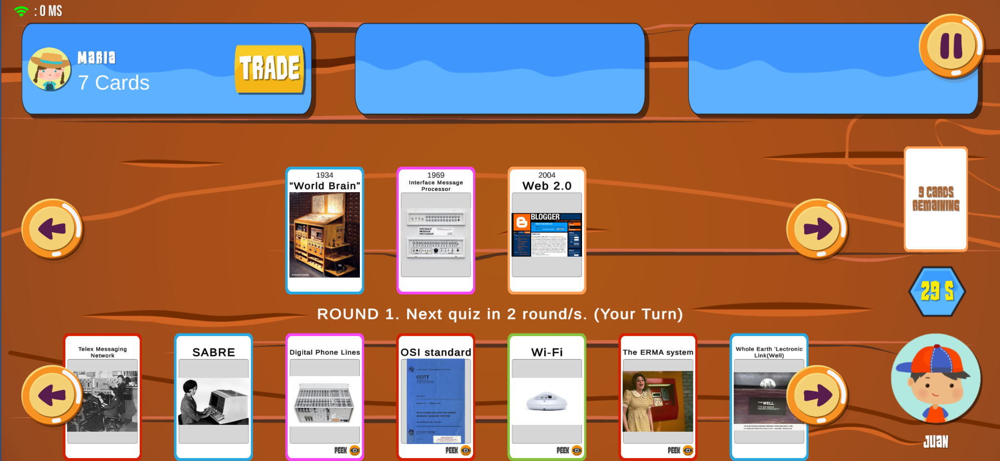 : 0 MS
MARIA
7 Cards
TRADE
1934
“World Brain”
1969
Interface Message
Processor
INTERFACE
MESSAGE
PROCESSOR
2004
Web 2.0
BLOGGER
9 CARDS
REMAINING
29 S
ROUND 1. Next quiz in 2 round/s. (Your Turn)
Telex Messaging
Network
SABRE
Digital Phone Lines
PEEK
OSI standard
CCITT
PEEK
Wi-Fi
PEEK
The ERMA system
PEEK
Whole Earth 'Lectronic
Link(Well)
THE WELL
JUAN